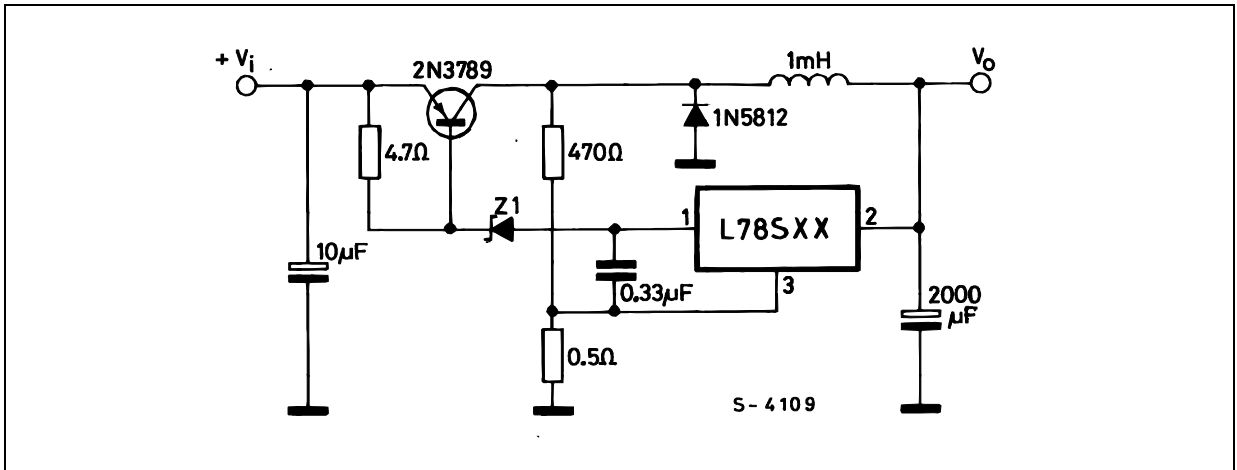 + Vi
2N3789
1mH
Vo
4.7Ω
470Ω
1N5812
Z1
1
L78SXX
2
10µF
0.33µF
3
2000
µF
0.5Ω
S-4109